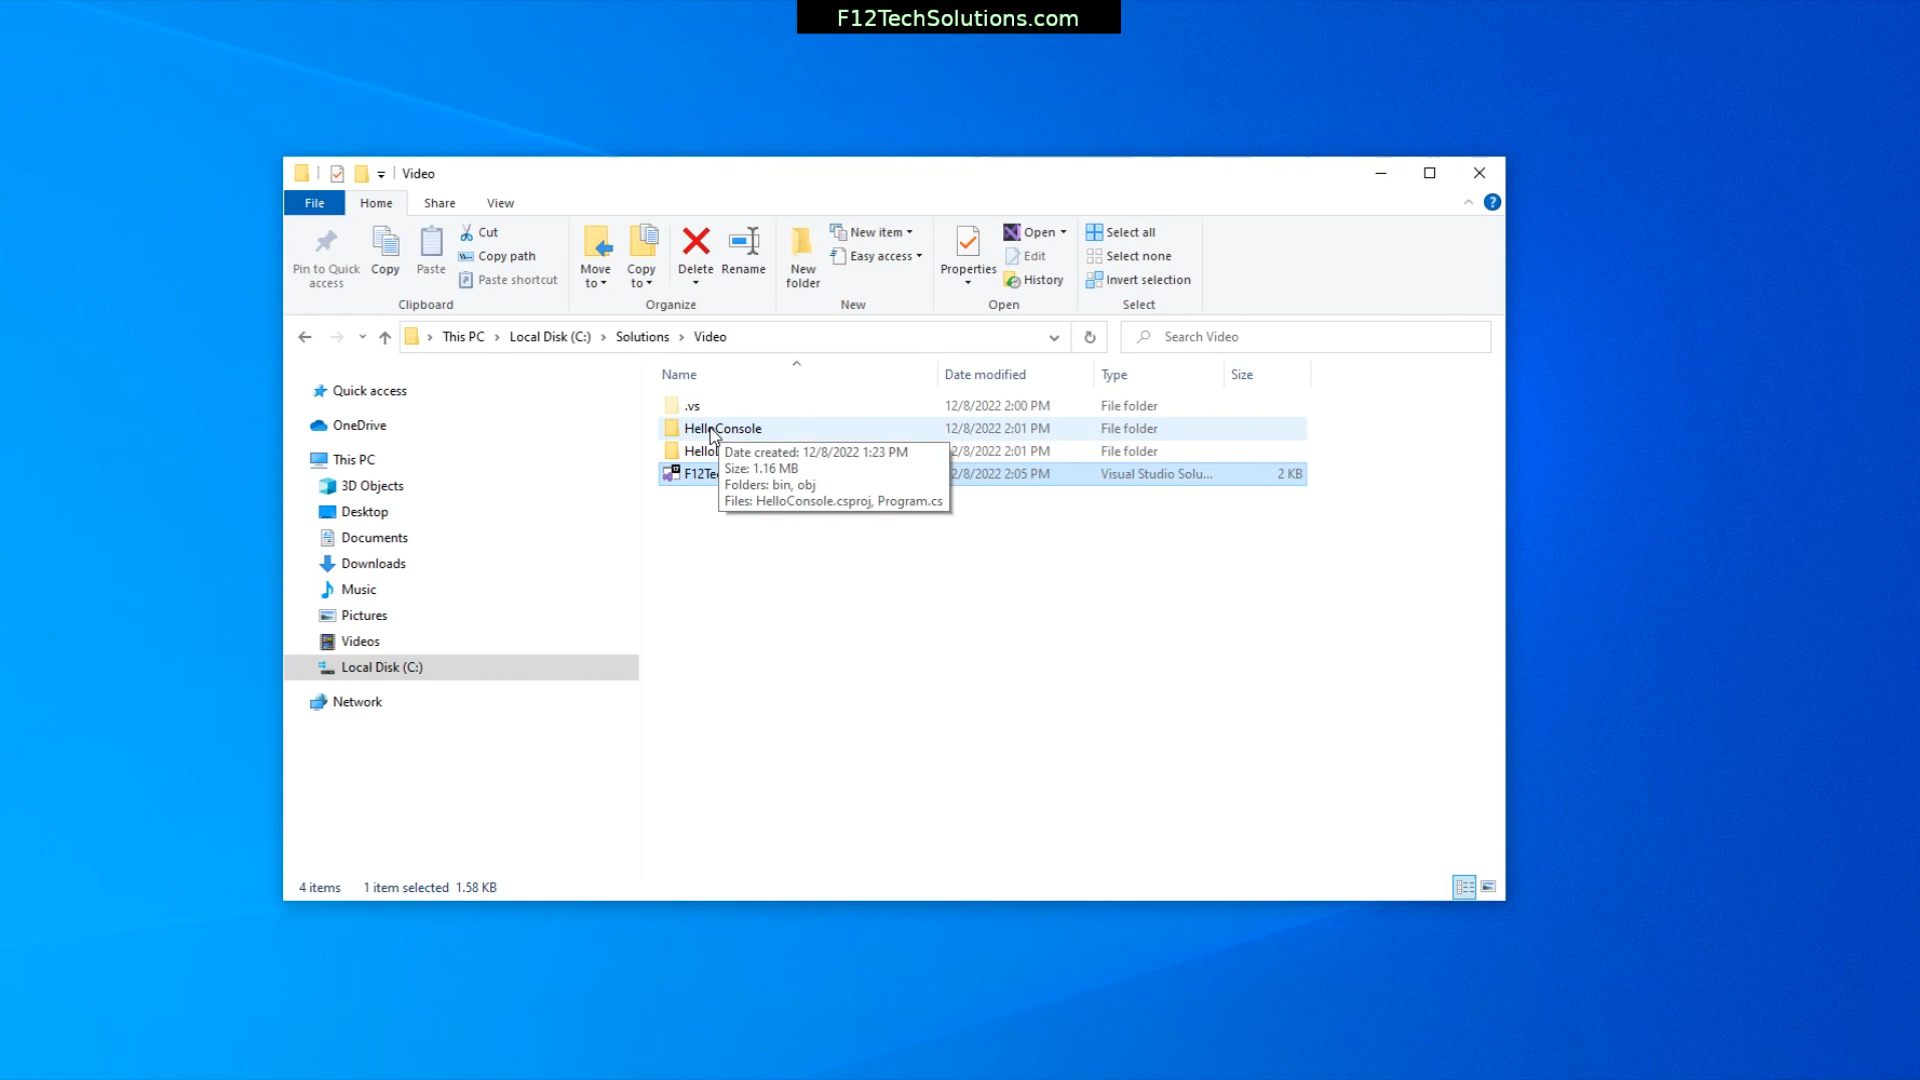 F12TechSolutions.com
Video
File Home Share View
Pin to Quick access
Copy
Paste
Cut
Copy path
Paste shortcut
Clipboard
Move to
Copy to
Delete
Rename
Organize
New folder
New item
Easy access
New
Properties
Open
Edit
History
Open
Select all
Select none
Invert selection
Select
This PC > Local Disk (C:) > Solutions > Video
Search Video
Quick access
OneDrive
This PC
3D Objects
Desktop
Documents
Downloads
Music
Pictures
Videos
Local Disk (C:)
Network
Name Date modified Type Size
.vs 12/8/2022 2:00 PM File folder
HelloConsole 12/8/2022 2:01 PM File folder
2/8/2022 2:01 PM File folder
2/8/2022 2:05 PM Visual Studio Solu... 2 KB
Date created: 12/8/2022 1:23 PM
Size: 1.16 MB
Folders: bin, obj
Files: HelloConsole.csproj, Program.cs
4 items 1 item selected 1.58 KB